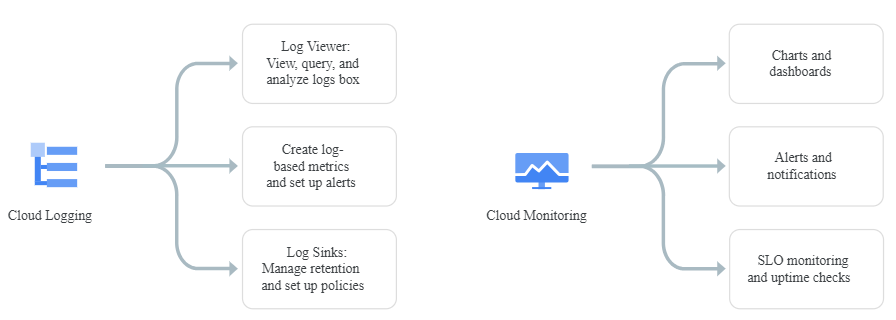 Log Viewer:
View, query, and
analyze logs box
Create log-
based metrics
and set up alerts
Cloud Logging
Log Sinks:
Manage retention
and set up policies
Charts and
dashboards
Alerts and
notifications
Cloud Monitoring
SLO monitoring
and uptime checks